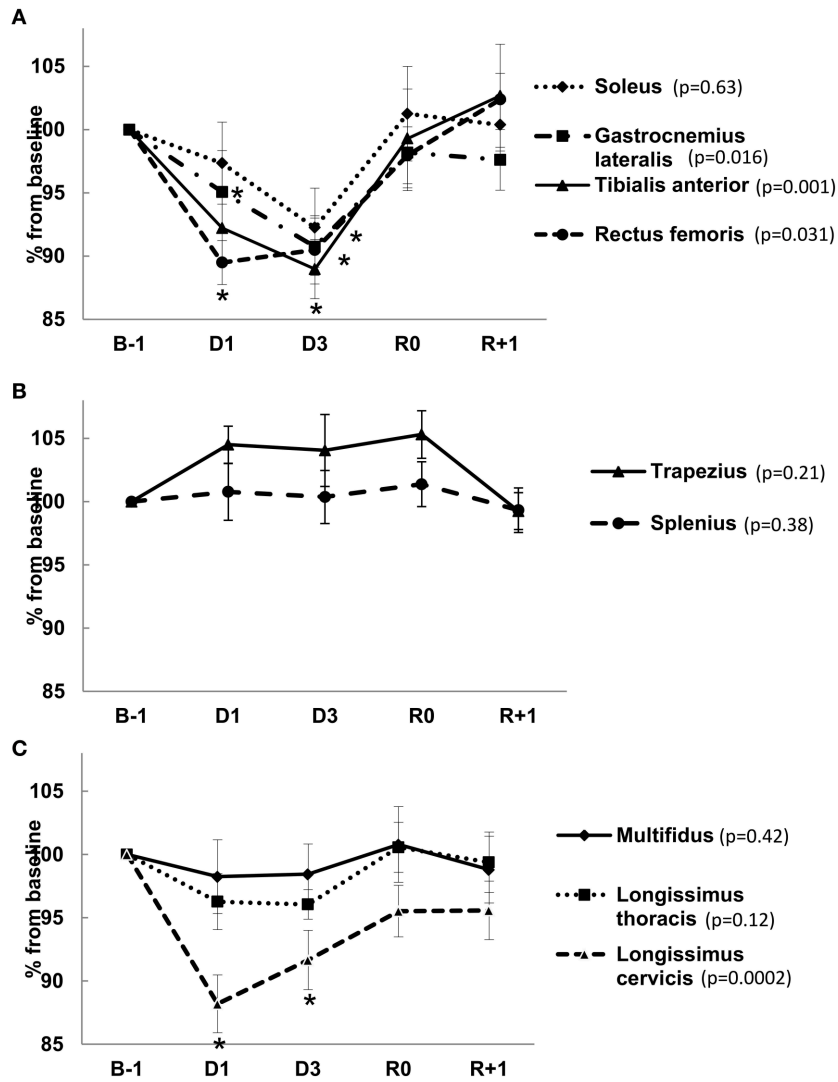 A
% from baseline
105
100
95
90
85
*
*
*
*
*
B-1 D1 D3 R0 R+1
Soleus (p=0.63)
Gastrocnemius
lateralis (p=0.016)
Tibialis anterior (p=0.001)
Rectus femoris (p=0.031)
B
% from baseline
105
100
95
90
85
B-1 D1 D3 R0 R+1
Trapezius (p=0.21)
Splenius (p=0.38)
C
% from baseline
105
100
95
90
85
*
*
B-1 D1 D3 R0 R+1
Multifidus (p=0.42)
Longissimus
thoracis (p=0.12)
Longissimus
cervicis (p=0.0002)